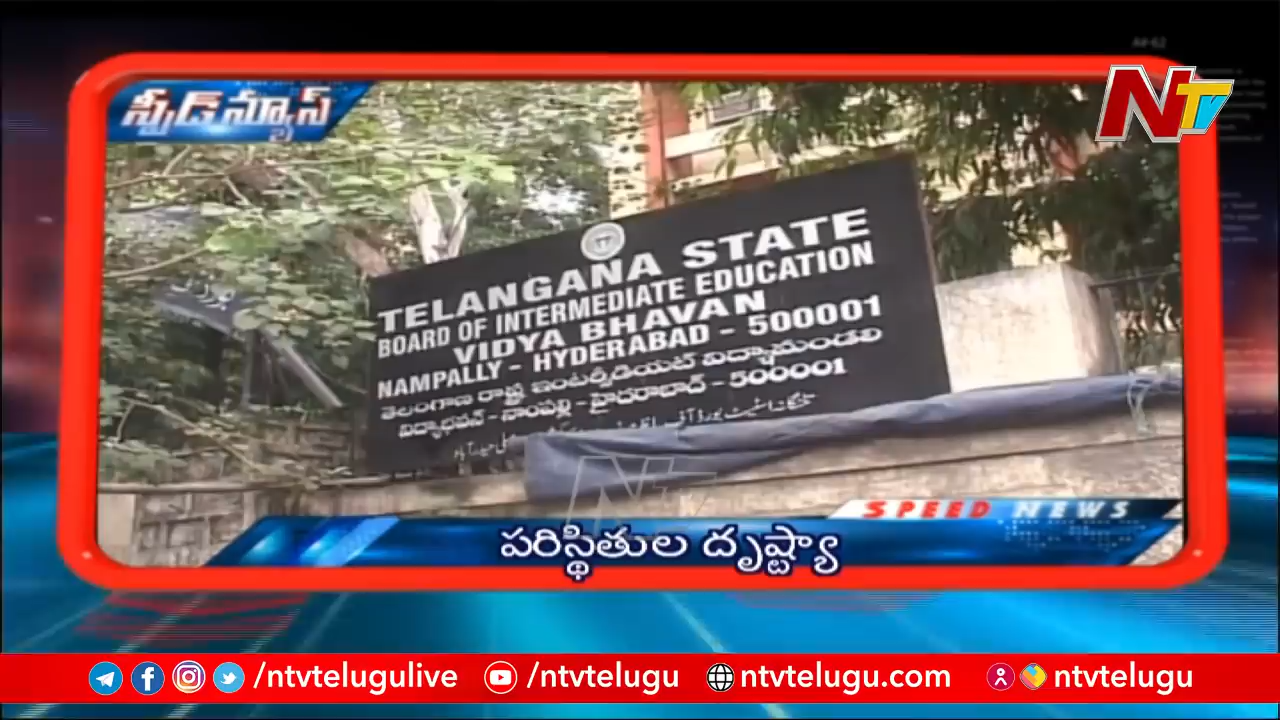 స్పీడ్ న్యూస్
NTV
TELANGANA STATE
BOARD OF INTERMEDIATE EDUCATION
VIDYA BHAVAN
NAMPALLY - HYDERABAD - 500001
తెలంగాణ రాష్ట్ర ఇంటర్మీడియట్ విద్యామండలి
విద్యాభవన్ - నాంపల్లి - హైదరాబాద్ - 500001
NTV
SPEED NEWS
పరిస్థితుల దృష్ట్యా
/ntvtelugulive /ntvtelugu ntvtelugu.com ntvtelugu